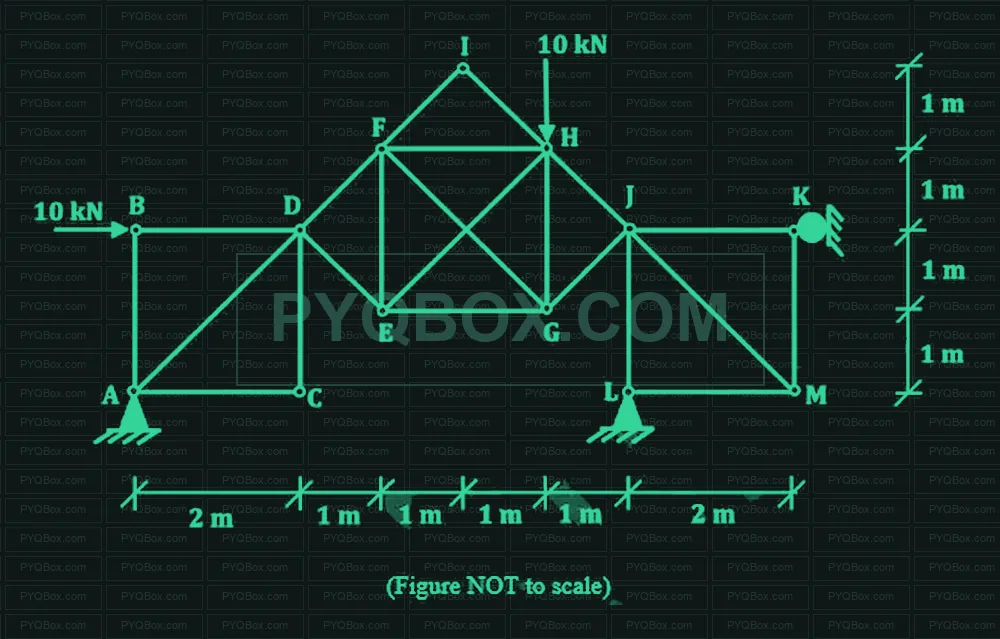 I
10 kN
1 m
F
H
1 m
B
D
J
K
10 kN
1 m
PYQBOX.COM
E
G
1 m
A
C
L
M
2 m
1 m
1 m
1 m
1 m
2 m
(Figure NOT to scale)